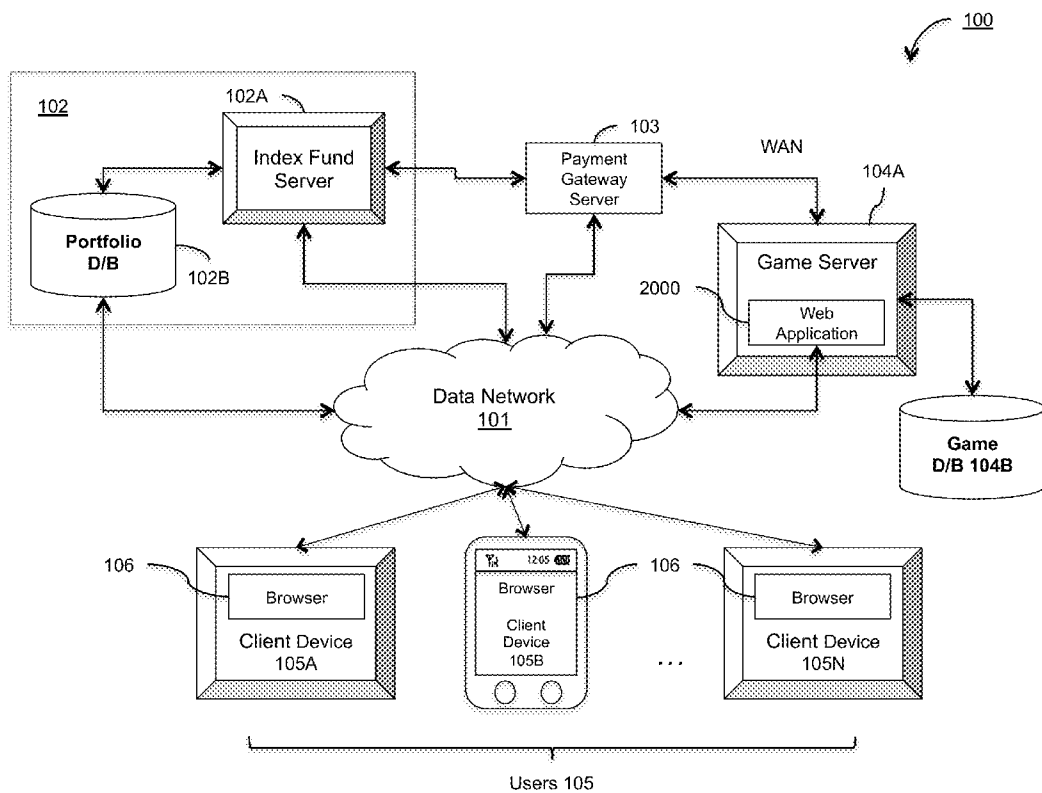 100
102
102A
Index Fund
Server
103
Payment
Gateway
Server
WAN
104A
Portfolio
D/B
102B
Game Server
2000
Web
Application
Data Network
101
Game
D/B 104B
106
Browser
Client Device
105A
12:05
Browser
Client
Device
105B
106
...
Browser
Client Device
105N
Users 105